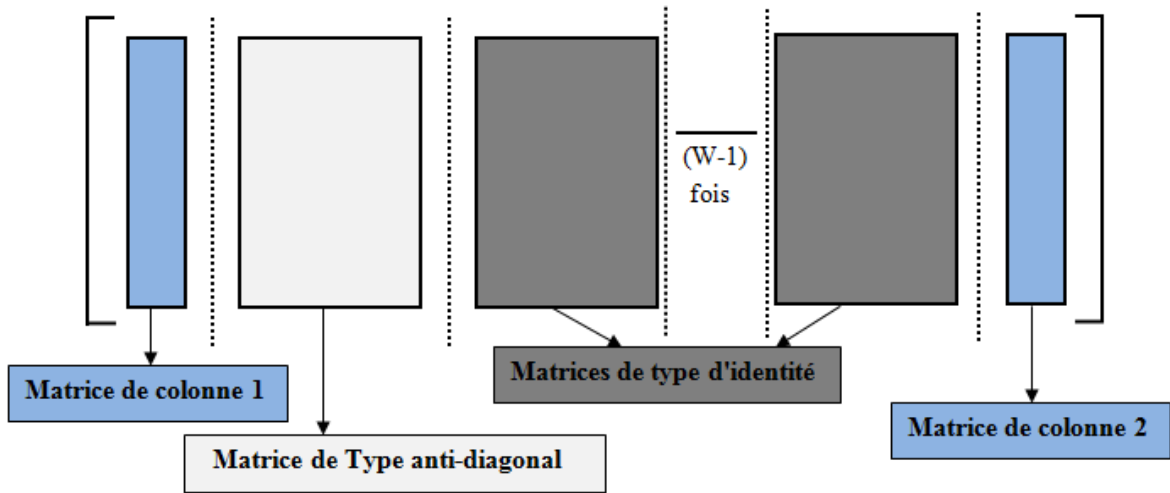 (W-1)
fois
Matrices de type d'identité
Matrice de colonne 1
Matrice de colonne 2
Matrice de Type anti-diagonal